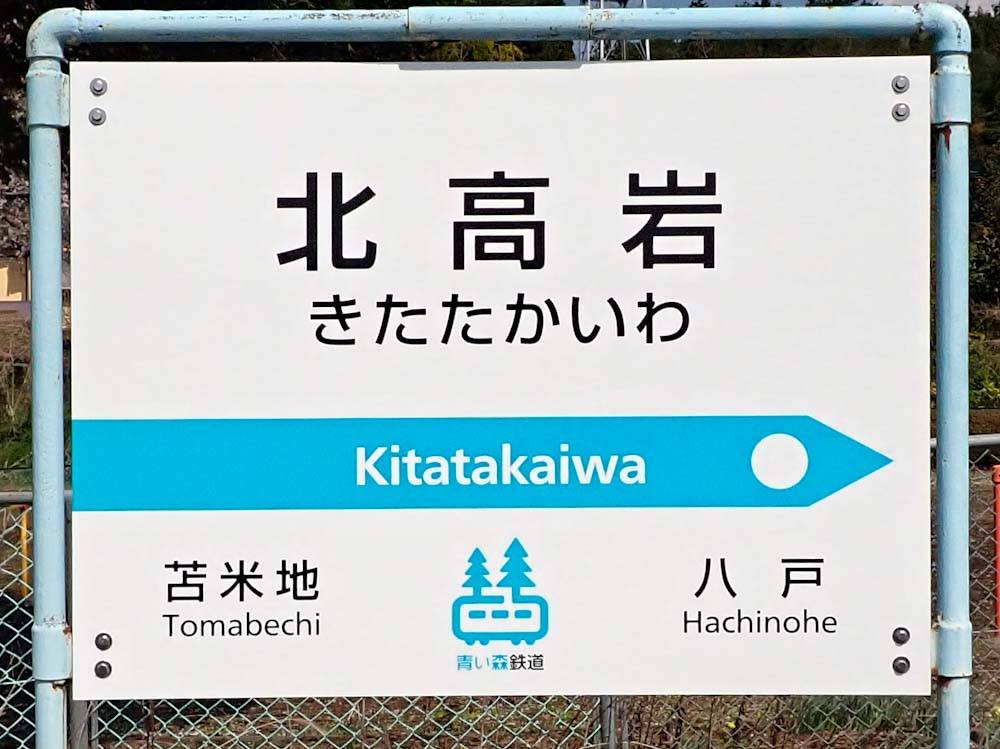 北高岩
きたたかいわ
Kitatakaiwa
苫米地
Tomabechi
八戸
Hachinohe
青い森鉄道